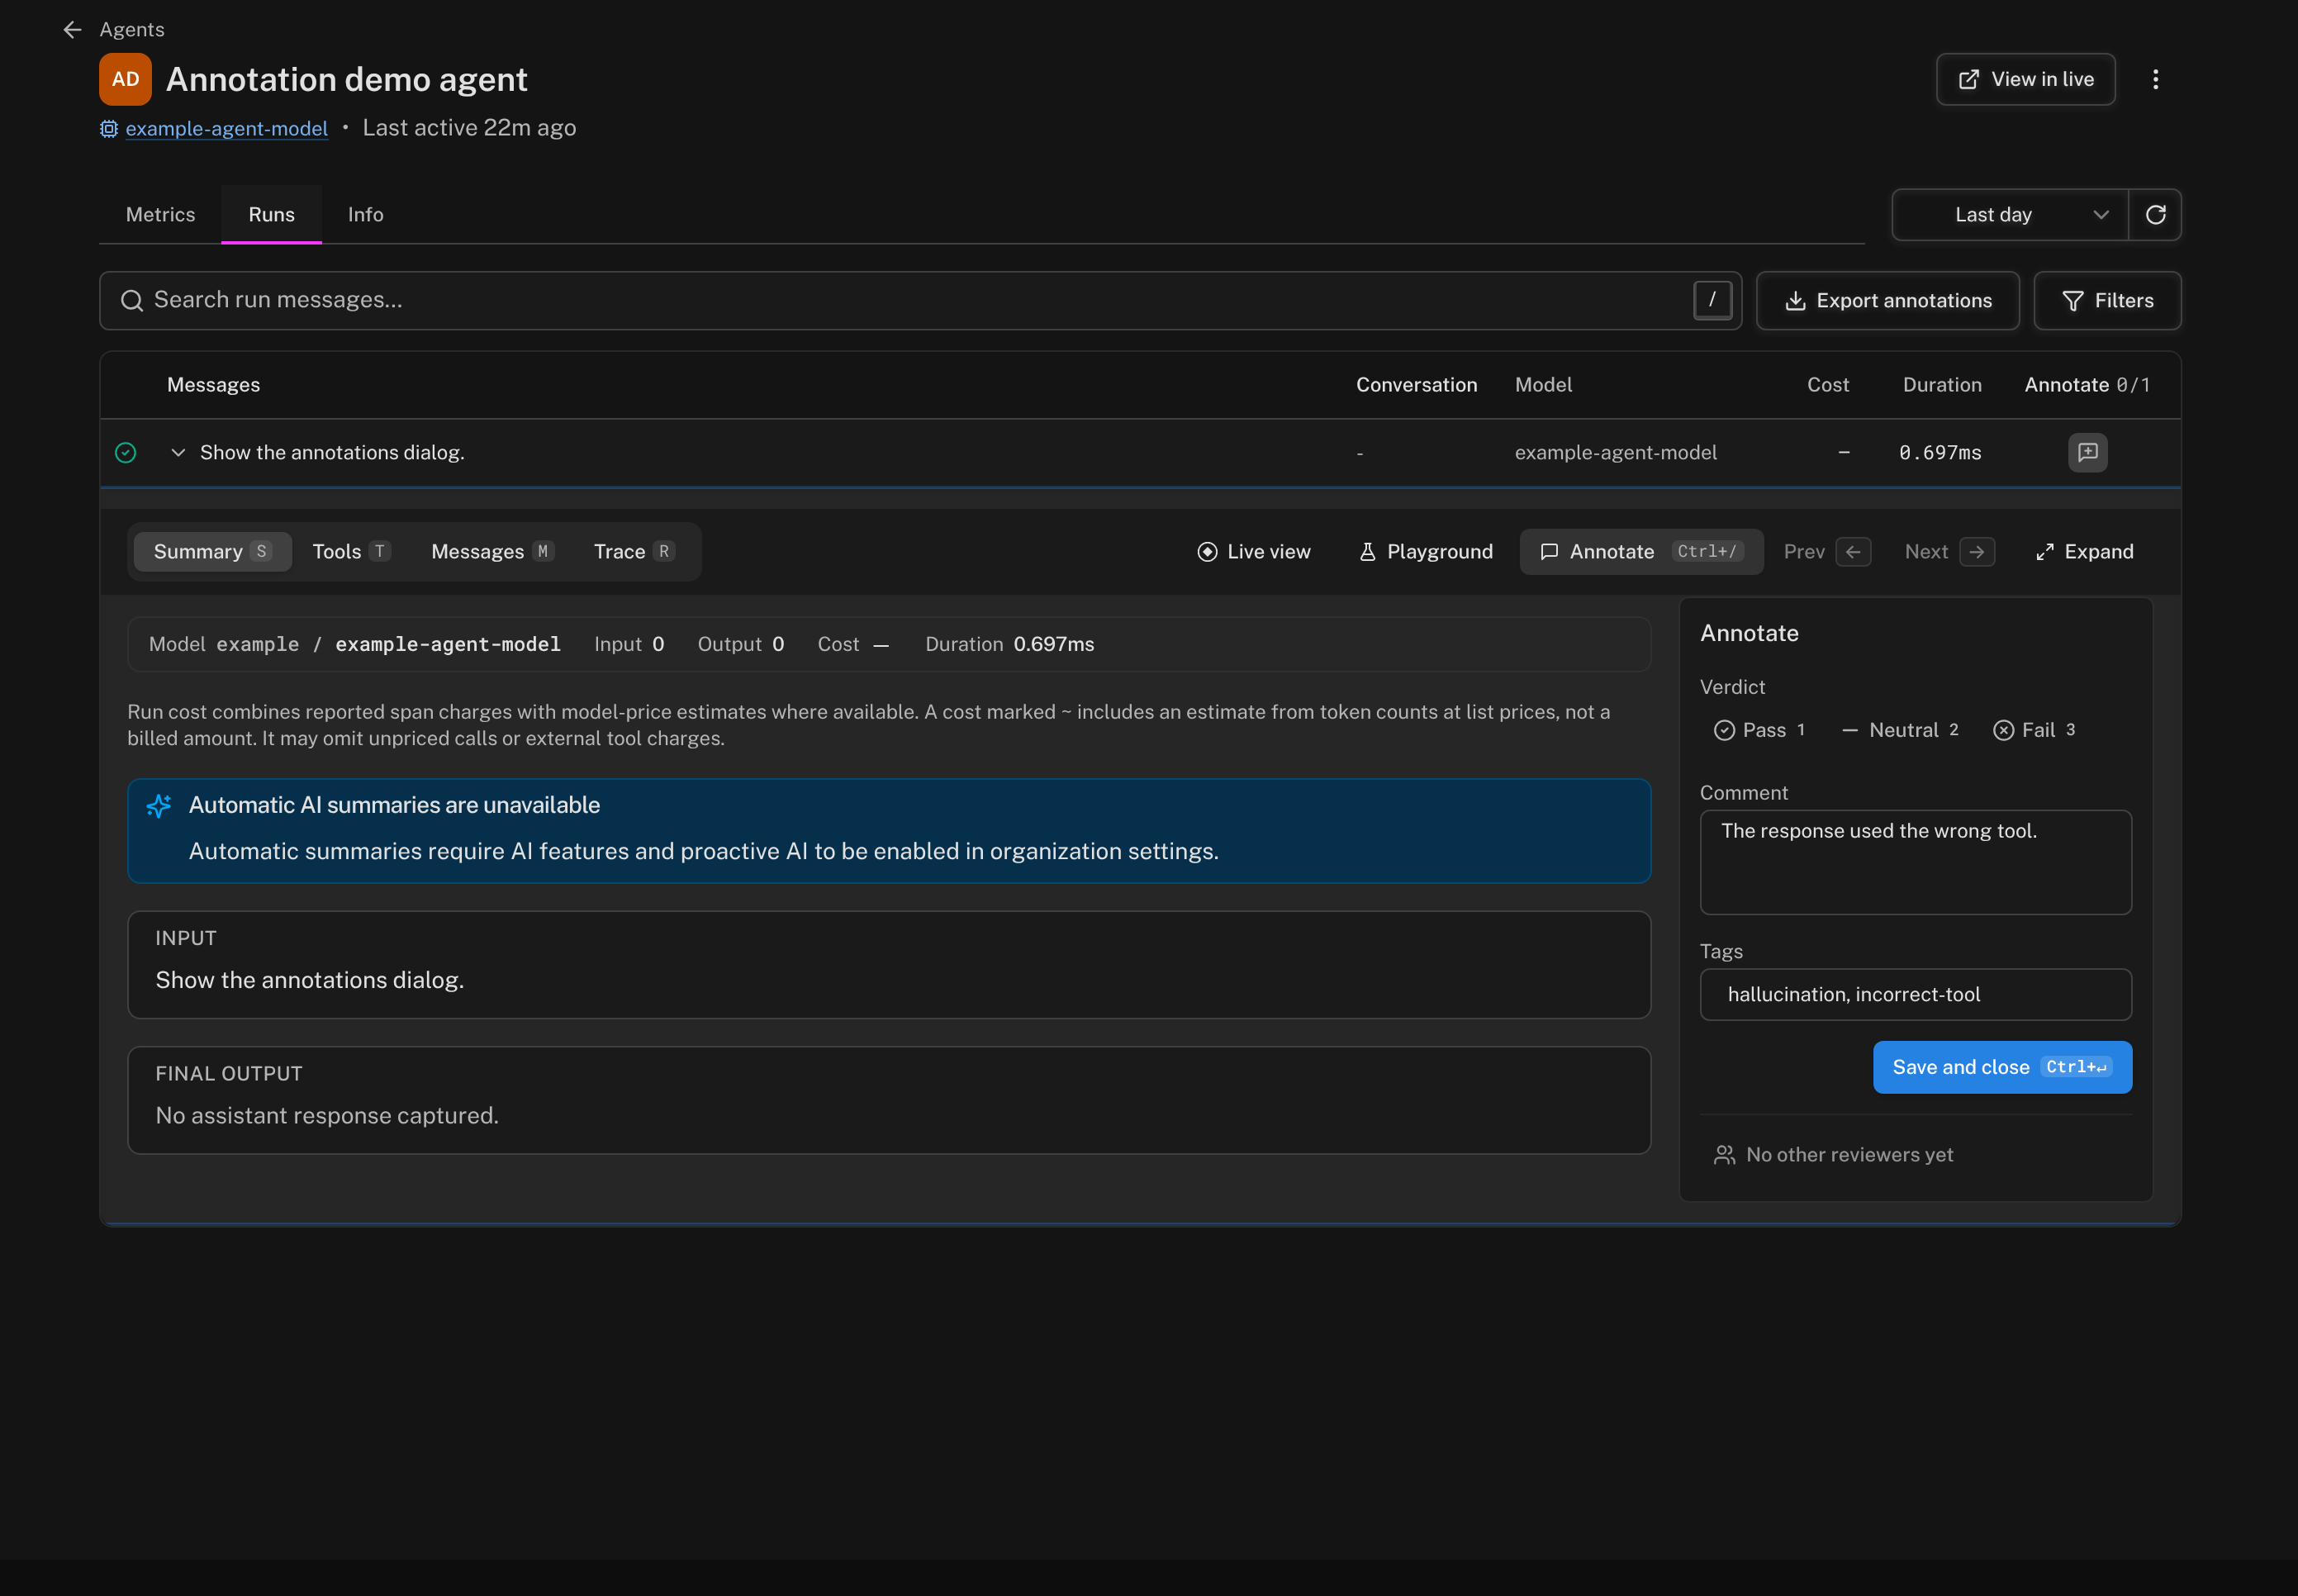 Agents
AD Annotation demo agent
View in live
example-agent-model • Last active 22m ago
Metrics Runs Info
Last day
Search run messages... /
Export annotations
Filters
Messages Conversation Model Cost Duration Annotate 0/1
Show the annotations dialog. - example-agent-model — 0.697ms
Summary S Tools T Messages M Trace R
Live view Playground Annotate Ctrl+/ Prev ← Next → Expand
Model example / example-agent-model Input 0 Output 0 Cost — Duration 0.697ms
Run cost combines reported span charges with model-price estimates where available. A cost marked ~ includes an estimate from token counts at list prices, not a
billed amount. It may omit unpriced calls or external tool charges.
Automatic AI summaries are unavailable
Automatic summaries require AI features and proactive AI to be enabled in organization settings.
INPUT
Show the annotations dialog.
FINAL OUTPUT
No assistant response captured.
Annotate
Verdict
Pass 1 Neutral 2 Fail 3
Comment
The response used the wrong tool.
Tags
hallucination, incorrect-tool
Save and close Ctrl+↵
No other reviewers yet